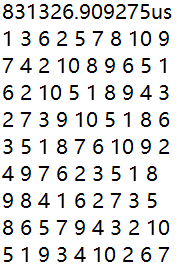 831326.909275us
1 3 6 2 5 7 8 10 9
7 4 2 10 8 9 6 5 1
6 2 10 5 1 8 9 4 3
2 7 3 9 10 5 1 8 6
3 5 1 8 7 6 10 9 2
4 9 7 6 2 3 5 1 8
9 8 4 1 6 2 7 3 5
8 6 5 7 9 4 3 2 10
5 1 9 3 4 10 2 6 7